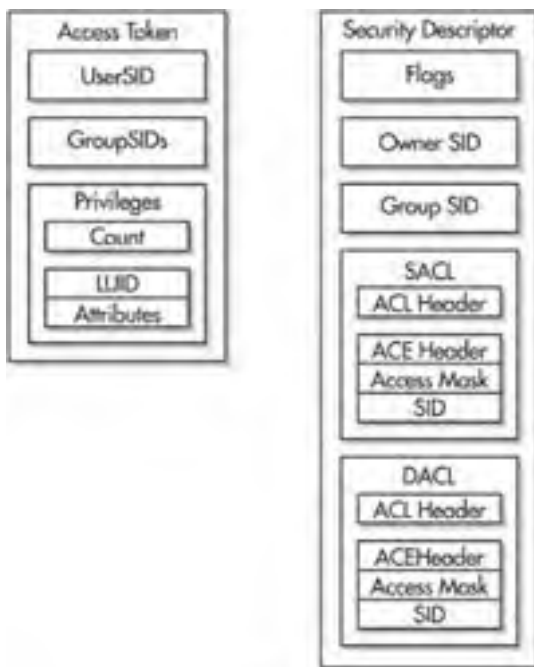 Access Token
UserSID
GroupSIDs
Privileges
Count
LUID
Attributes
Security Descriptor
Flags
Owner SID
Group SID
SACL
ACL Header
ACE Header
Access Mask
SID
DACL
ACL Header
ACEHeader
Access Mask
SID